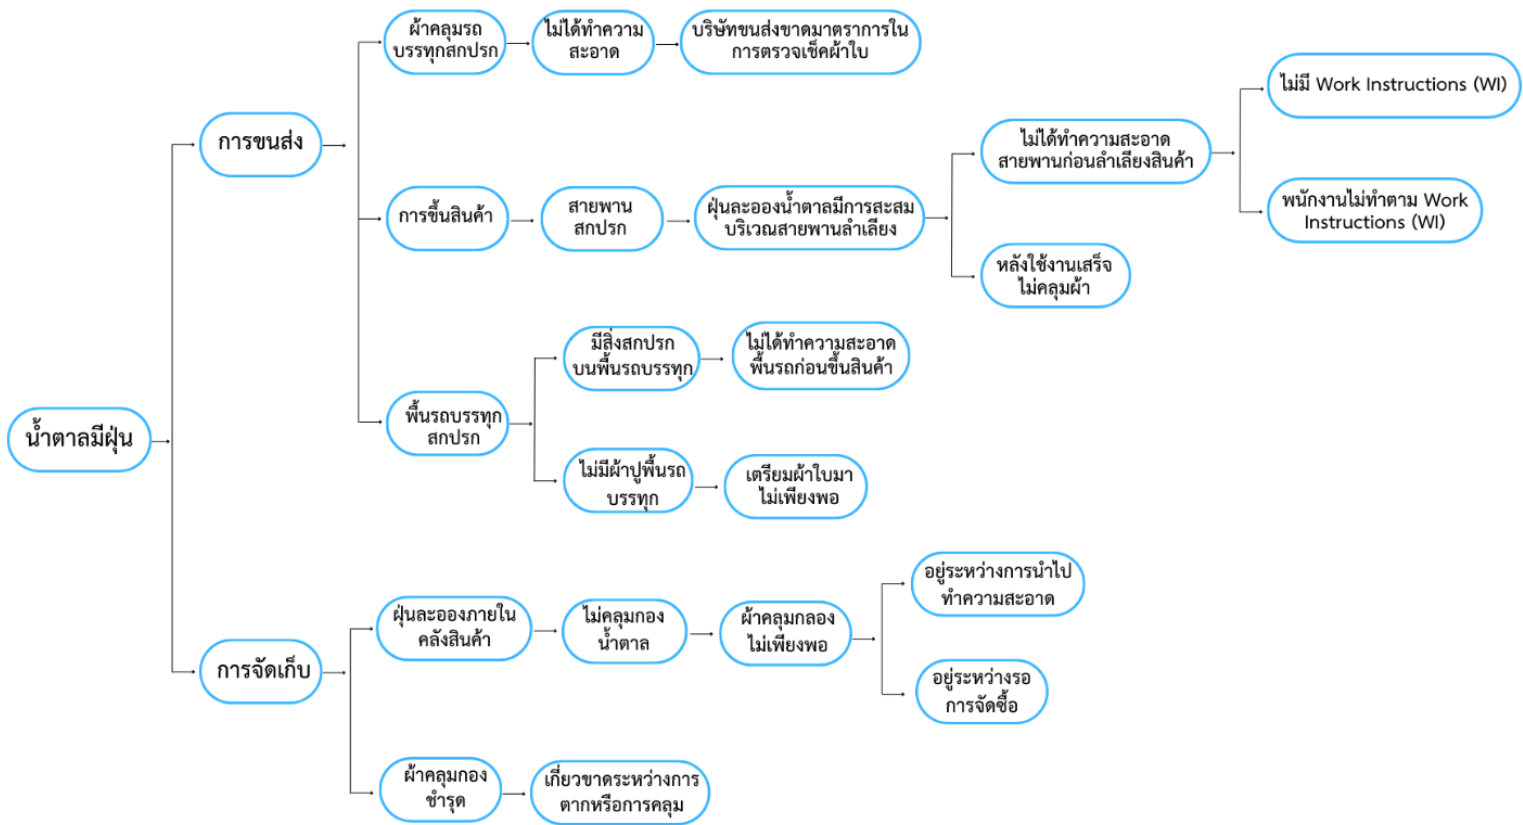 น้ำตาลมีฝุ่น
การขนส่ง
ผ้าคลุมรถ
บรรทุกสกปรก
ไม่ได้ทำความ
สะอาด
บริษัทขนส่งขาดมาตราการใน
การตรวจเช็คผ้าใบ
การขึ้นสินค้า
สายพาน
สกปรก
ฝุ่นละอองน้ำตาลมีการสะสม
บริเวณสายพานลำเลียง
ไม่ได้ทำความสะอาด
สายพานก่อนลำเลียงสินค้า
ไม่มี Work Instructions (WI)
พนักงานไม่ทำตาม Work
Instructions (WI)
หลังใช้งานเสร็จ
ไม่คลุมผ้า
พื้นรถบรรทุก
สกปรก
มีสิ่งสกปรก
บนพื้นรถบรรทุก
ไม่ได้ทำความสะอาด
พื้นรถก่อนขึ้นสินค้า
ไม่มีผ้าปูพื้นรถ
บรรทุก
เตรียมผ้าใบมา
ไม่เพียงพอ
การจัดเก็บ
ฝุ่นละอองภายใน
คลังสินค้า
ไม่คลุมกอง
น้ำตาล
ผ้าคลุมกลอง
ไม่เพียงพอ
อยู่ระหว่างการนำไป
ทำความสะอาด
อยู่ระหว่างรอ
การจัดซื้อ
ผ้าคลุมกอง
ชำรุด
เกี่ยวขาดระหว่างการ
ตากหรือการคลุม